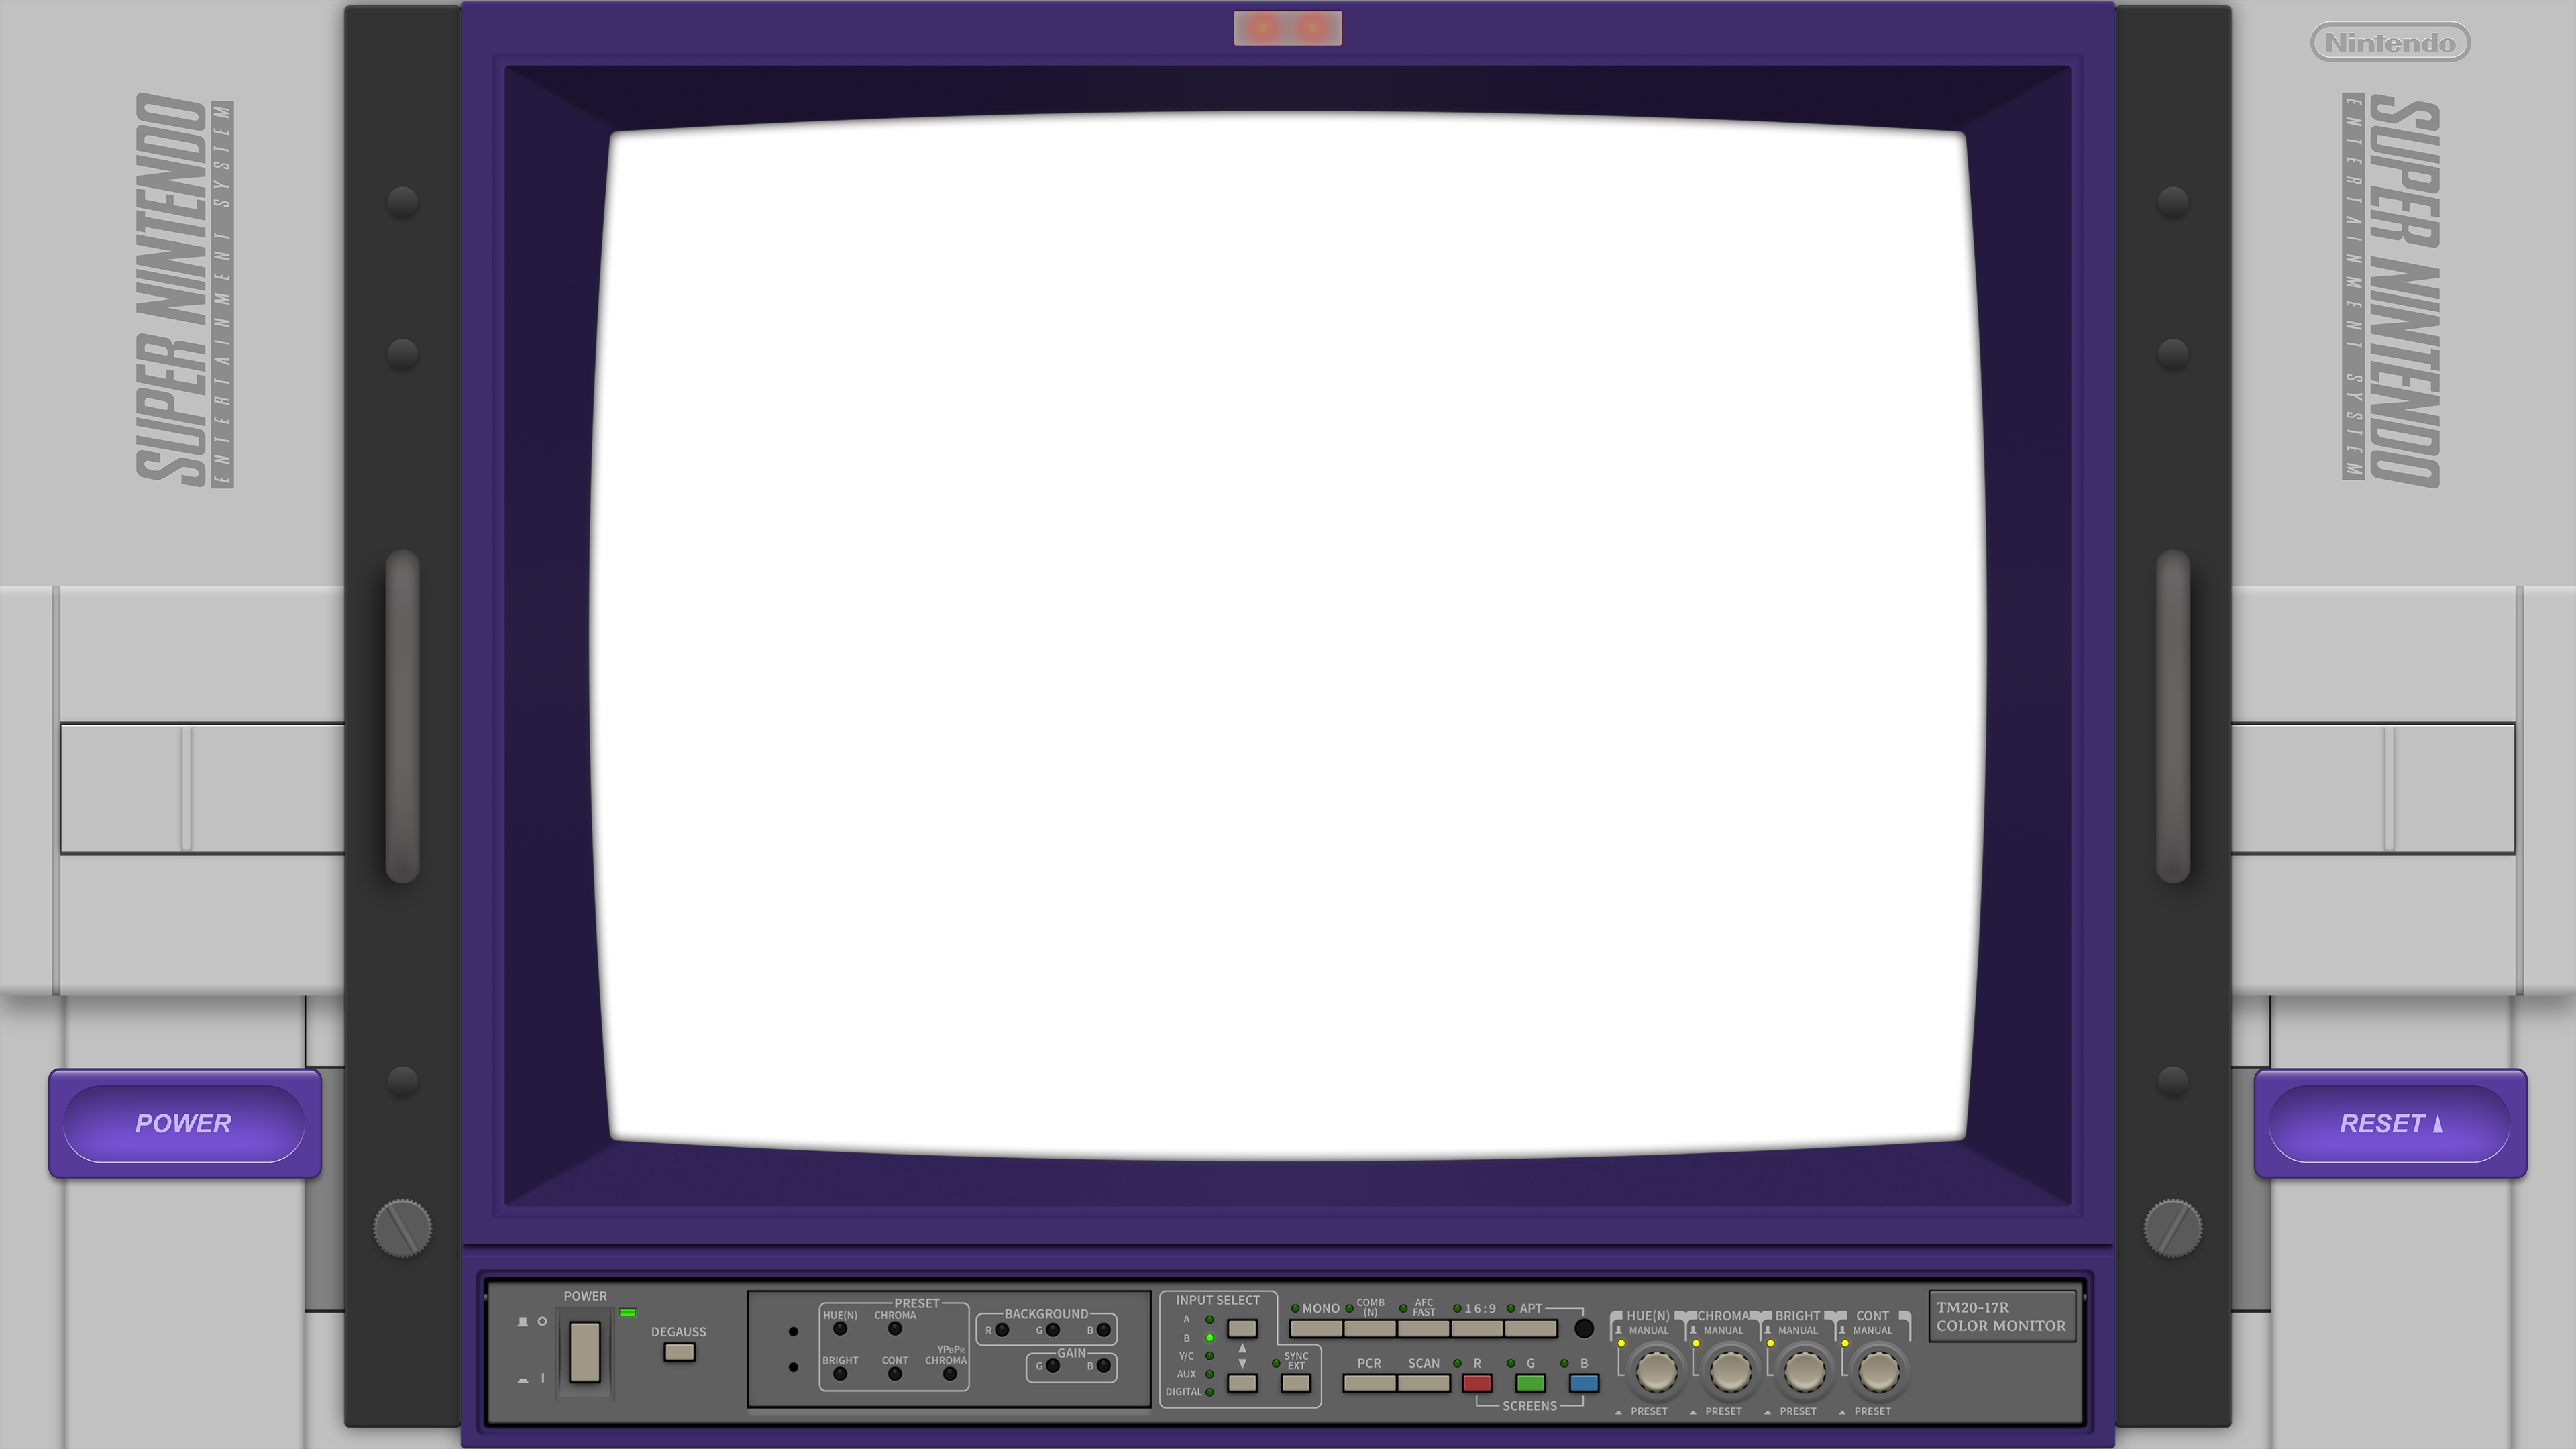 Nintendo
SUPER NINTENDO
ENTERTAINMENT SYSTEM
SUPER NINTENDO
ENTERTAINMENT SYSTEM
POWER
RESET
POWER
DEGAUSS
PRESET
HUE(N) CHROMA
BRIGHT CONT YPBPR
CHROMA
BACKGROUND
R G B
GAIN
G B
INPUT SELECT
A
B
Y/C
AUX
DIGITAL
SYNC
EXT
MONO COMB
(N) AFC
FAST 16:9 APT
PCR SCAN R G B
SCREENS
HUE(N) CHROMA BRIGHT CONT
MANUAL MANUAL MANUAL MANUAL
PRESET PRESET PRESET PRESET
TM20-17R
COLOR MONITOR